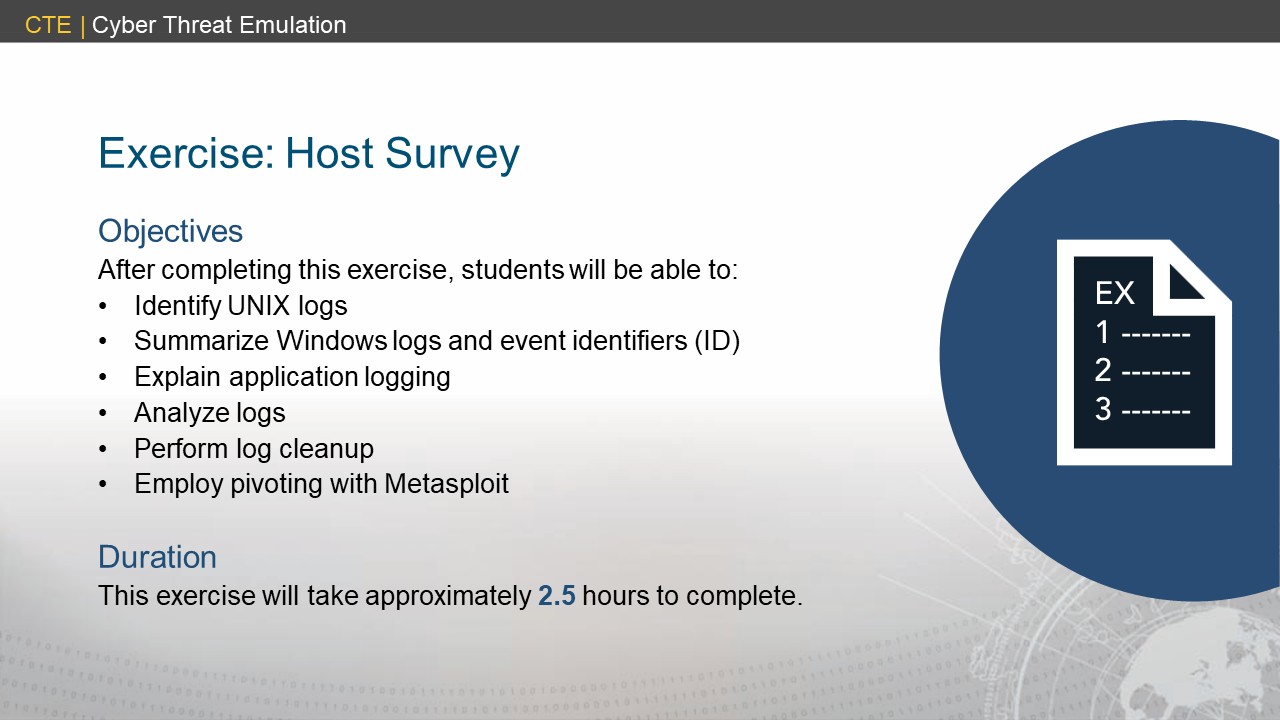 CTE | Cyber Threat Emulation
Exercise: Host Survey
Objectives
After completing this exercise, students will be able to:
• Identify UNIX logs
• Summarize Windows logs and event identifiers (ID)
• Explain application logging
• Analyze logs
• Perform log cleanup
• Employ pivoting with Metasploit
Duration
This exercise will take approximately 2.5 hours to complete.
EX
1 -------
2 -------
3 -------